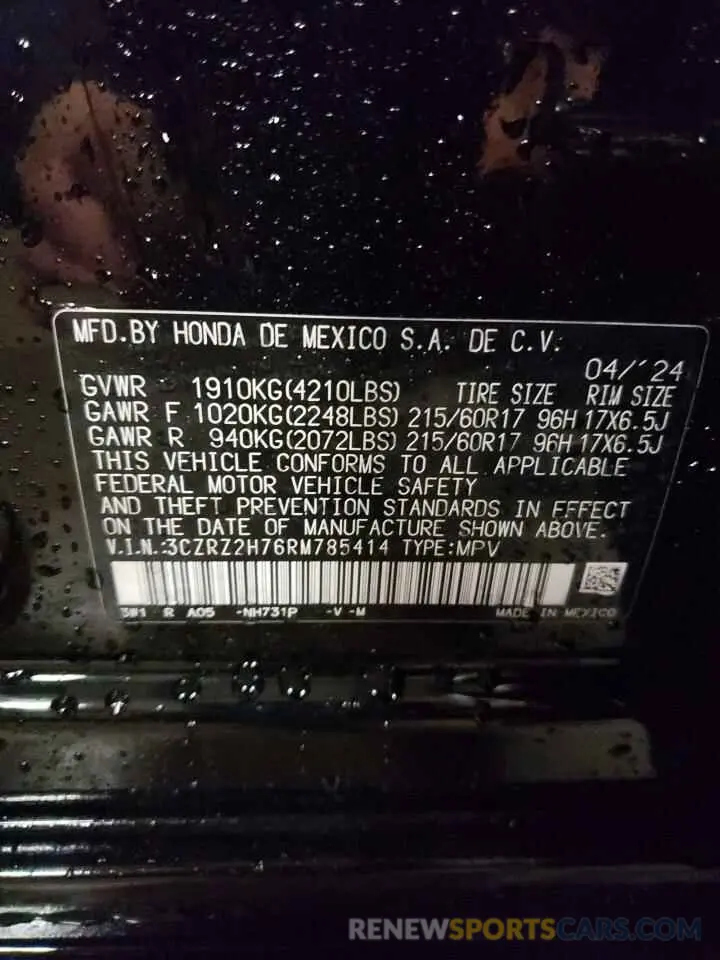 MFD.BY HONDA DE MEXICO S.A. DE C.V.
04/'24
GVWR 1910KG(4210LBS) TIRE SIZE RIM SIZE
GAWR F 1020KG(2248LBS) 215/60R17 96H 17X6.5J
GAWR R 940KG(2072LBS) 215/60R17 96H 17X6.5J
THIS VEHICLE CONFORMS TO ALL APPLICABLE
FEDERAL MOTOR VEHICLE SAFETY
AND THEFT PREVENTION STANDARDS IN EFFECT
ON THE DATE OF MANUFACTURE SHOWN ABOVE.
V.I.N.:3CZRZ2H76RM785414 TYPE:MPV
3W1 R A05 -NH731P -V -M MADE IN MEXICO
RENEWSPORTSCARS.COM